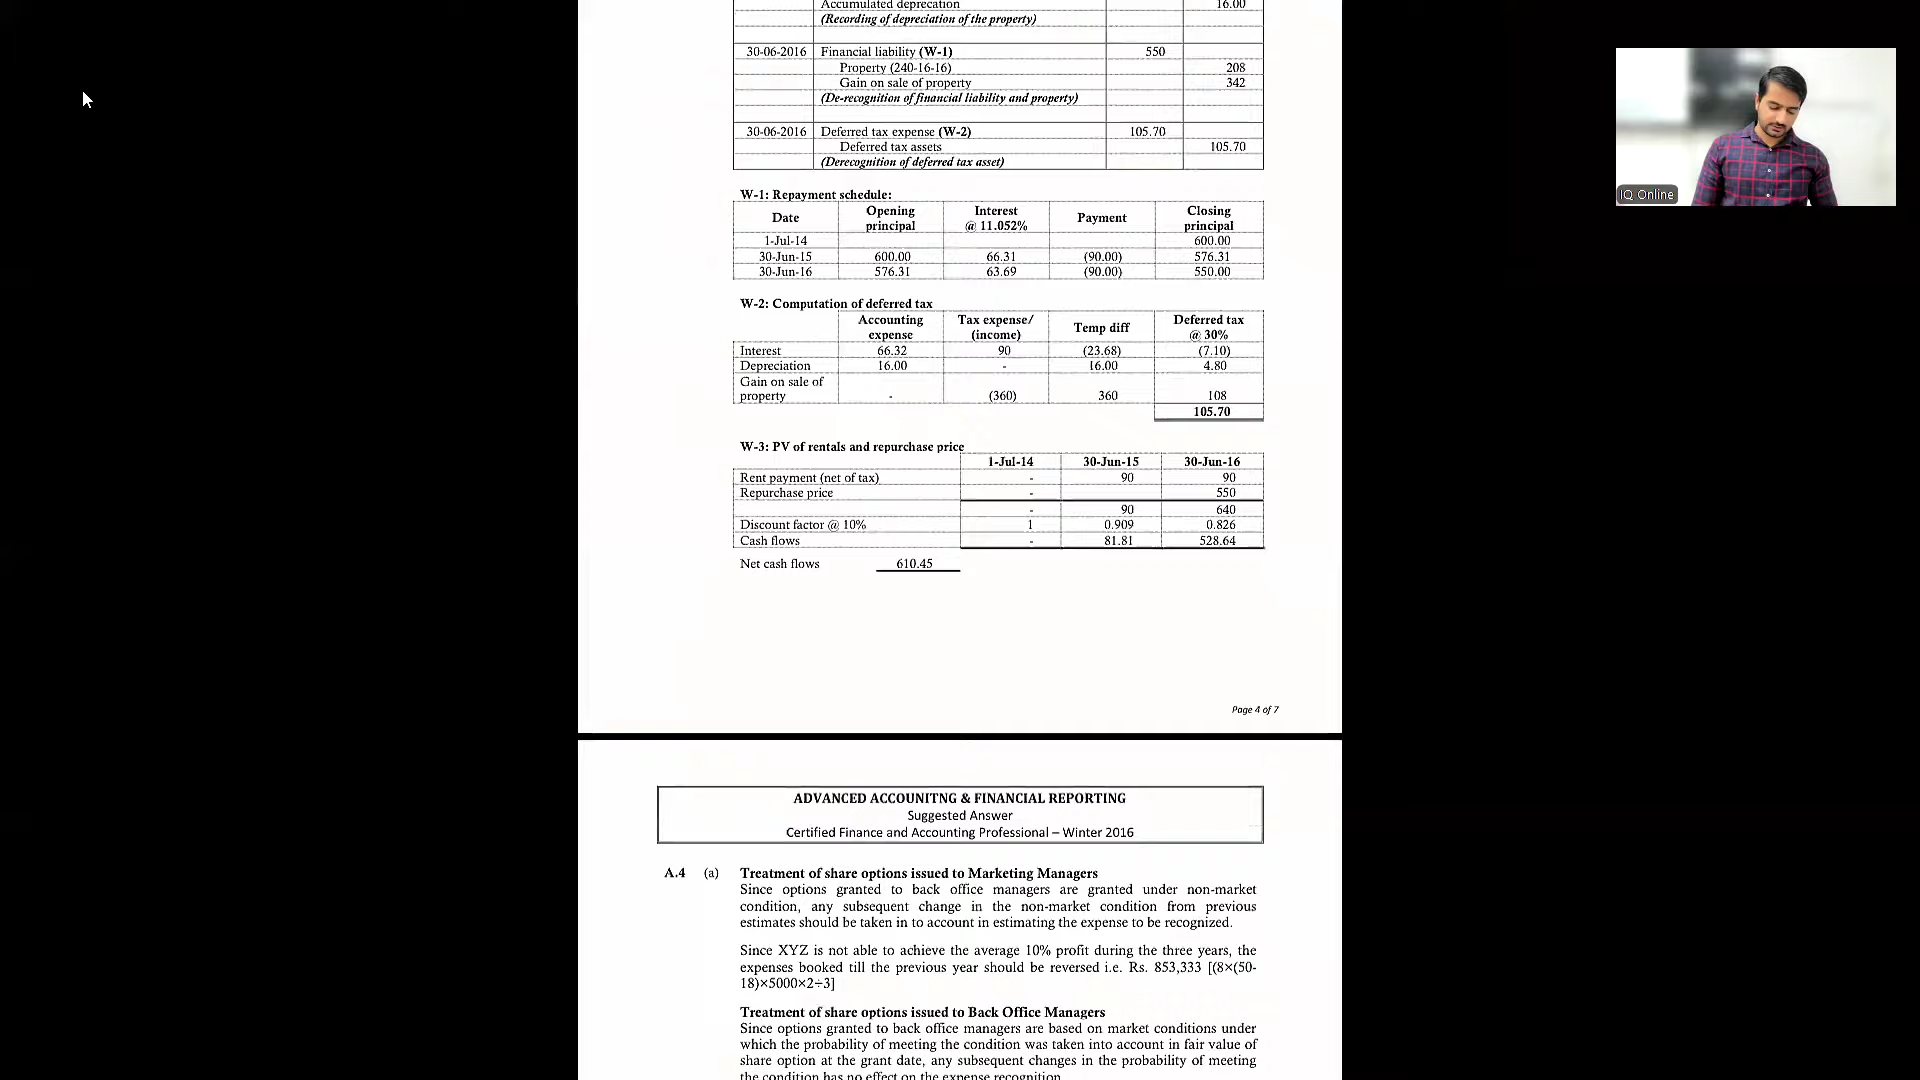 Accumulated deprecation 16.00
(Recording of depreciation of the property)
30-06-2016 Financial liability (W-1) 550
Property (240-16-16) 208
Gain on sale of property 342
(De-recognition of financial liability and property)
30-06-2016 Deferred tax expense (W-2) 105.70
Deferred tax assets 105.70
(Derecognition of deferred tax asset)
W-1: Repayment schedule:
Date Opening principal Interest @ 11.052% Payment Closing principal
1-Jul-14 600.00
30-Jun-15 600.00 66.31 (90.00) 576.31
30-Jun-16 576.31 63.69 (90.00) 550.00
W-2: Computation of deferred tax
Accounting expense Tax expense/ (income) Temp diff Deferred tax @ 30%
Interest 66.32 90 (23.68) (7.10)
Depreciation 16.00 - 16.00 4.80
Gain on sale of
property - (360) 360 108
105.70
W-3: PV of rentals and repurchase price
1-Jul-14 30-Jun-15 30-Jun-16
Rent payment (net of tax) - 90 90
Repurchase price - 550
- 90 640
Discount factor @ 10% 1 0.909 0.826
Cash flows - 81.81 528.64
Net cash flows 610.45
Page 4 of 7
ADVANCED ACCOUNITNG & FINANCIAL REPORTING
Suggested Answer
Certified Finance and Accounting Professional – Winter 2016
A.4 (a) Treatment of share options issued to Marketing Managers
Since options granted to back office managers are granted under non-market
condition, any subsequent change in the non-market condition from previous
estimates should be taken in to account in estimating the expense to be recognized.
Since XYZ is not able to achieve the average 10% profit during the three years, the
expenses booked till the previous year should be reversed i.e. Rs. 853,333 [(8×(50-
18)×5000×2÷3]
Treatment of share options issued to Back Office Managers
Since options granted to back office managers are based on market conditions under
which the probability of meeting the condition was taken into account in fair value of
share option at the grant date, any subsequent changes in the probability of meeting
the condition has no effect on the expense recognition.
IQ Online